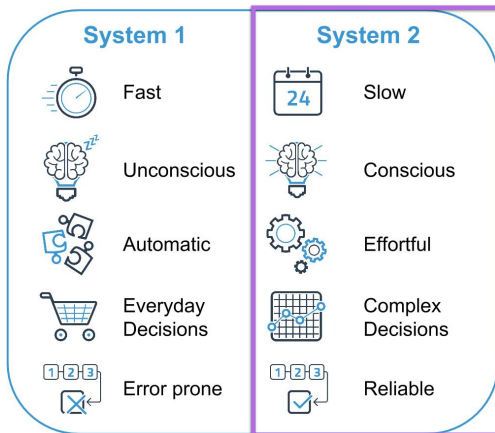 System 1
Fast
zzz
Unconscious
Automatic
Everyday
Decisions
1 2 3
Error prone
System 2
24
Slow
Conscious
Effortful
Complex
Decisions
1 2 3
Reliable